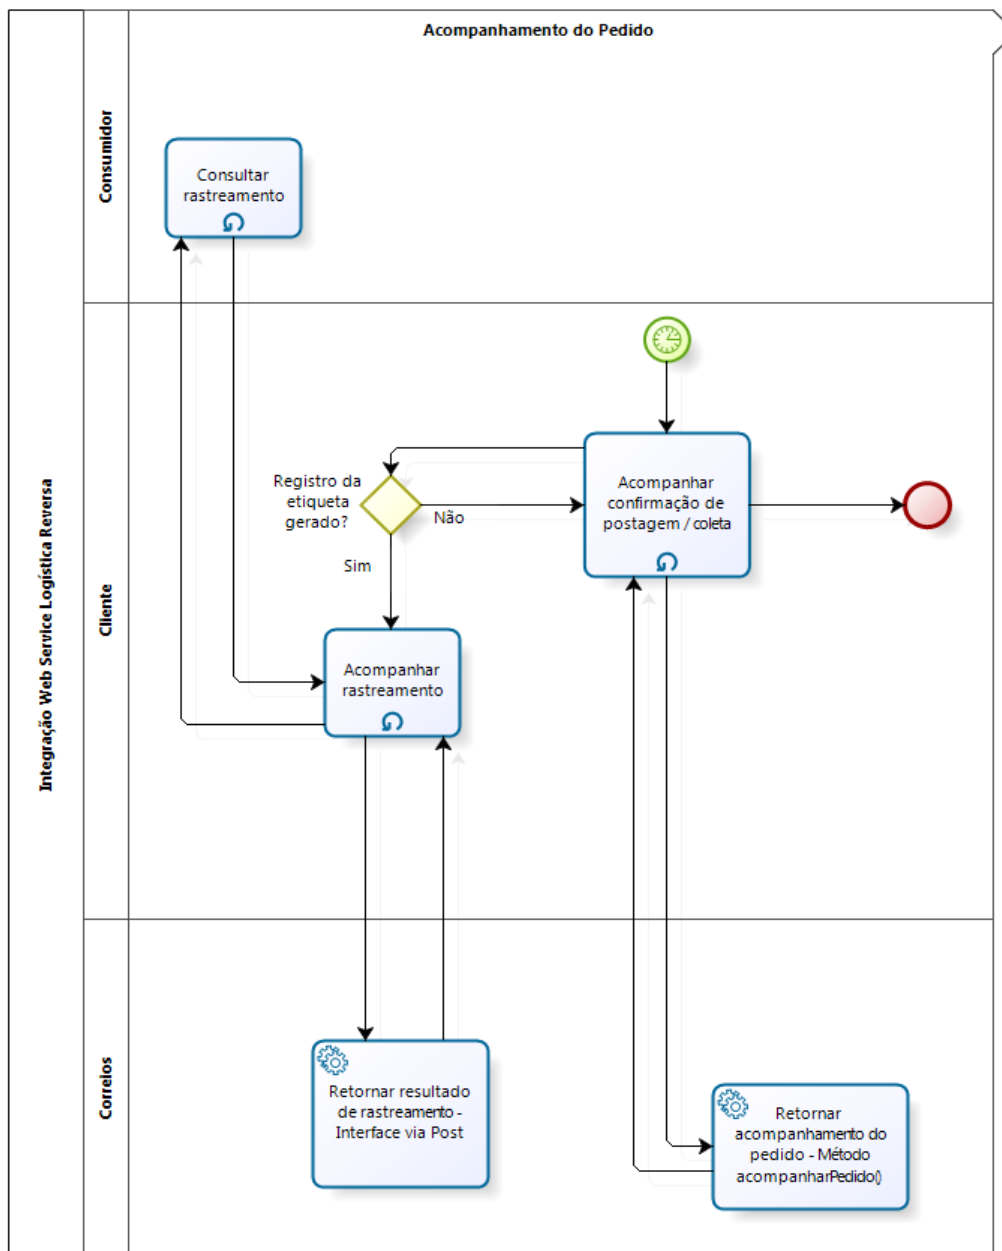 Acompanhamento do Pedido
Integração Web Service Logística Reversa
Consumidor
Consultar
rastreamento
Cliente
Registro da
etiqueta
gerado?
Não
Sim
Acompanhar
confirmação de
postagem / coleta
Acompanhar
rastreamento
Correios
Retornar resultado
de rastreamento -
Interface via Post
Retornar
acompanhamento do
pedido - Método
acompanharPedido()